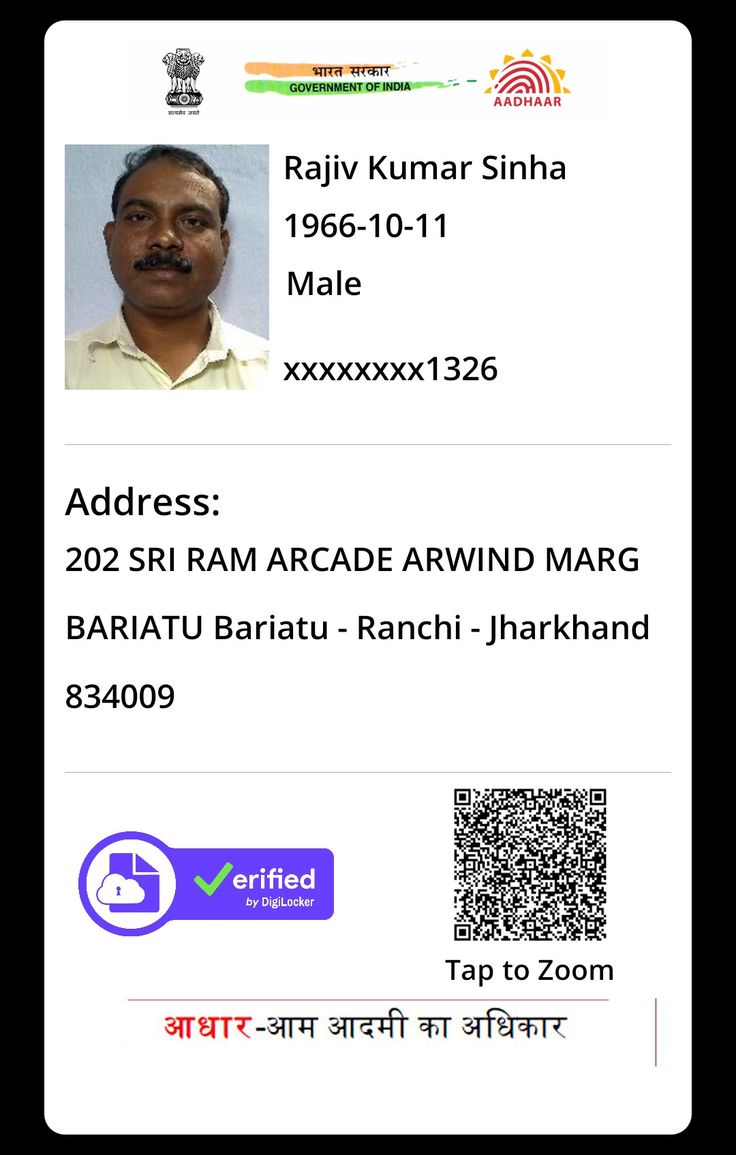 सत्यमेव जयते
भारत सरकार
GOVERNMENT OF INDIA
AADHAAR
Rajiv Kumar Sinha
1966-10-11
Male
xxxxxxxx1326
Address:
202 SRI RAM ARCADE ARWIND MARG
BARIATU Bariatu - Ranchi - Jharkhand
834009
Verified
by DigiLocker
Tap to Zoom
आधार-आम आदमी का अधिकार